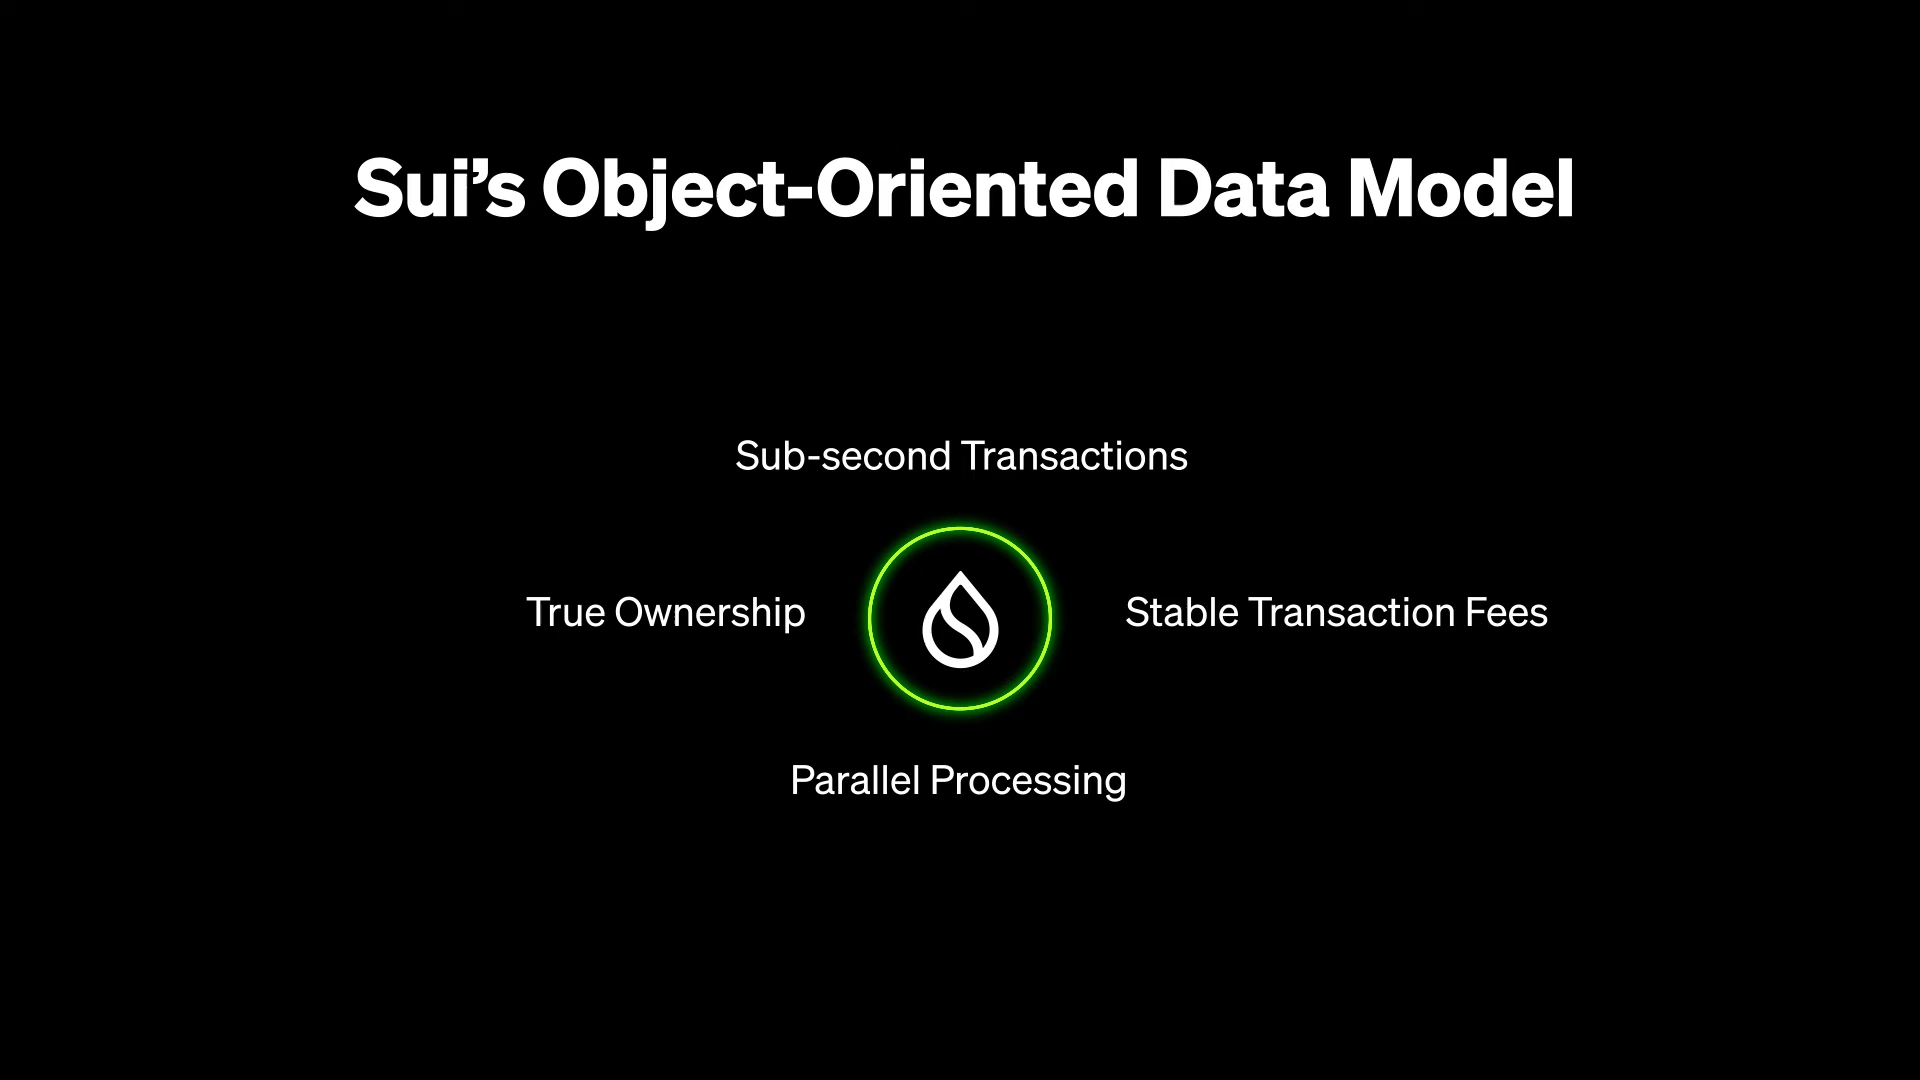 Sui’s Object-Oriented Data Model
Sub-second Transactions
True Ownership
Stable Transaction Fees
Parallel Processing